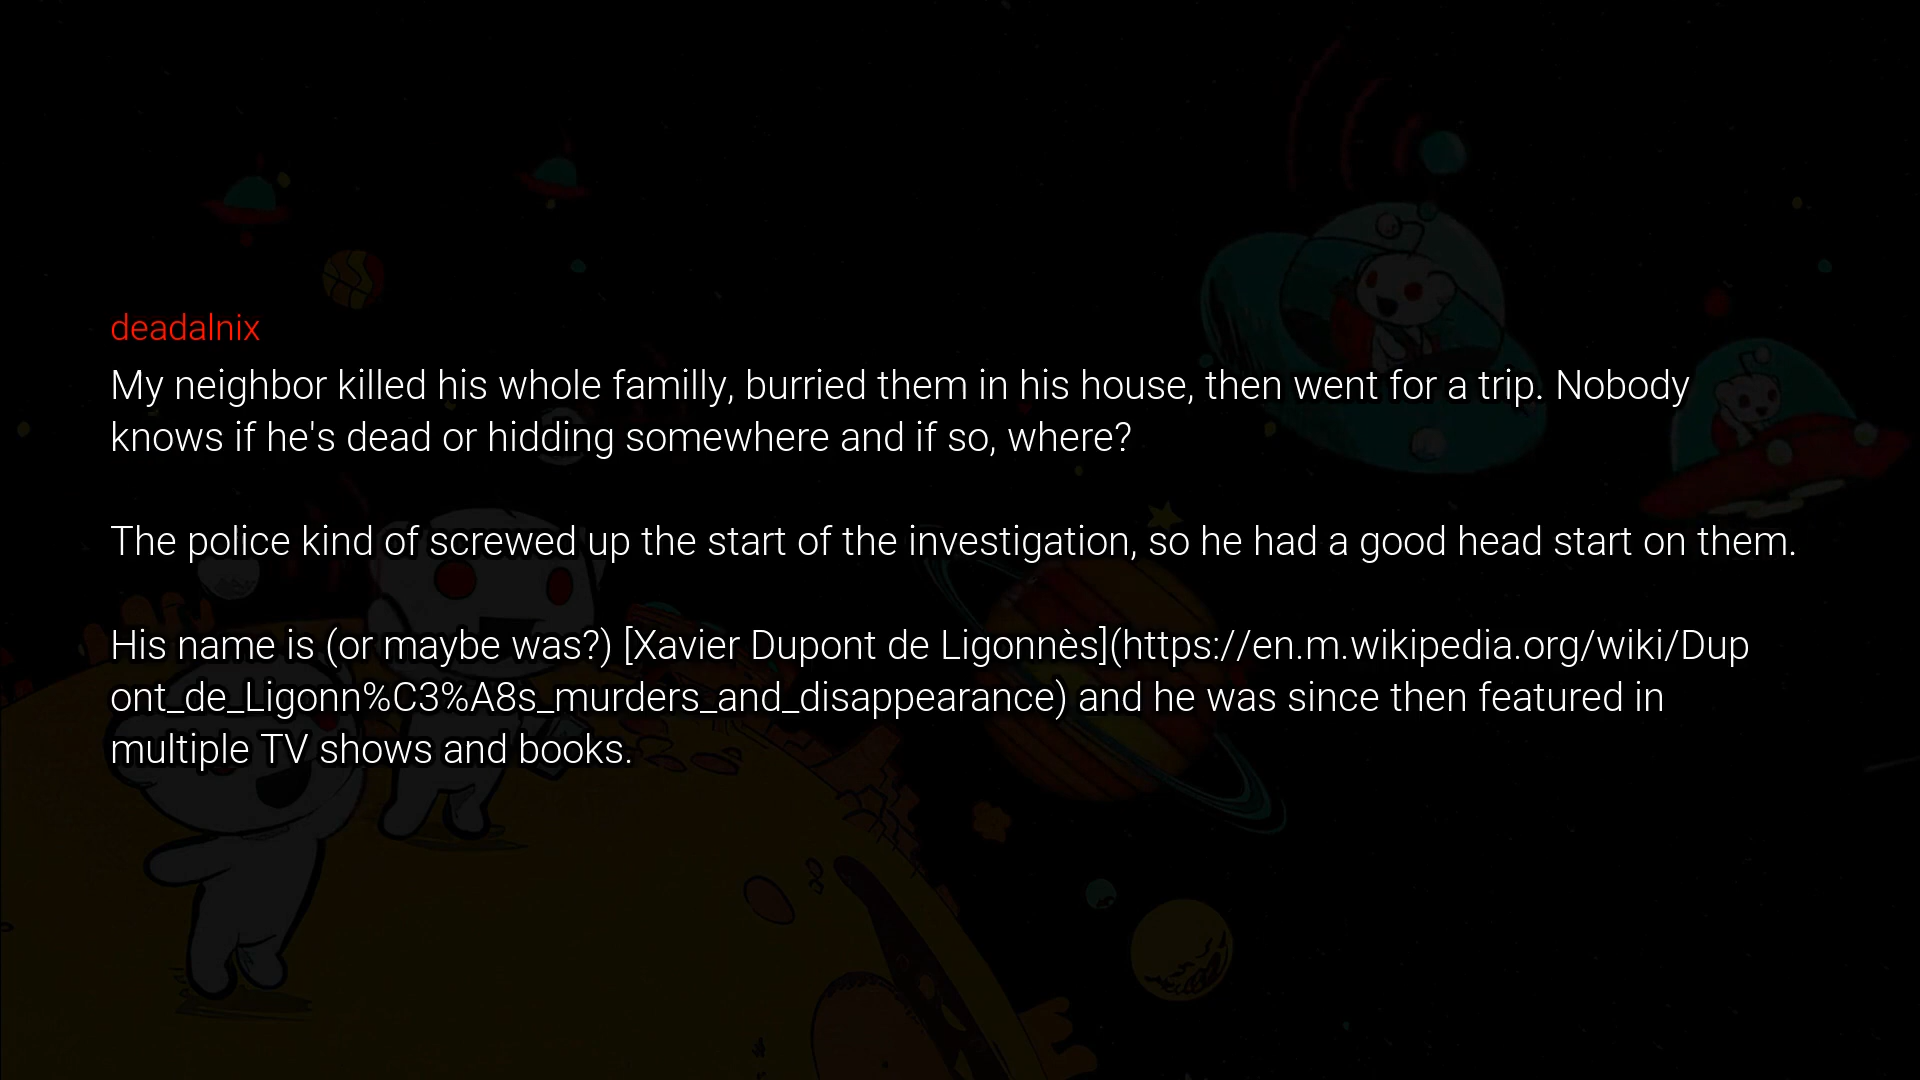 deadalnix
My neighbor killed his whole familly, burried them in his house, then went for a trip. Nobody
knows if he's dead or hidding somewhere and if so, where?
The police kind of screwed up the start of the investigation, so he had a good head start on them.
His name is (or maybe was?) [Xavier Dupont de Ligonnès](https://en.m.wikipedia.org/wiki/Dup
ont_de_Ligonn%C3%A8s_murders_and_disappearance) and he was since then featured in
multiple TV shows and books.